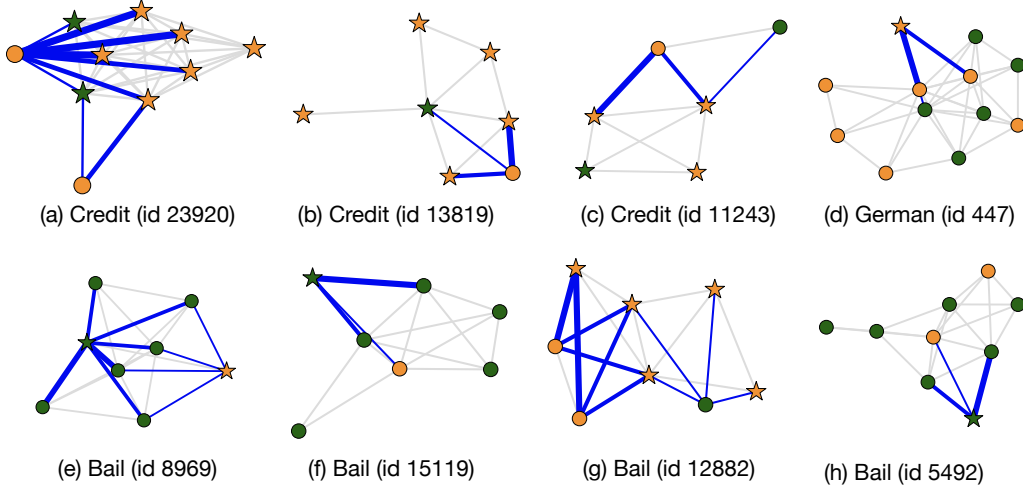 (a) Credit (id 23920)
(b) Credit (id 13819)
(c) Credit (id 11243)
(d) German (id 447)
(e) Bail (id 8969)
(f) Bail (id 15119)
(g) Bail (id 12882)
(h) Bail (id 5492)